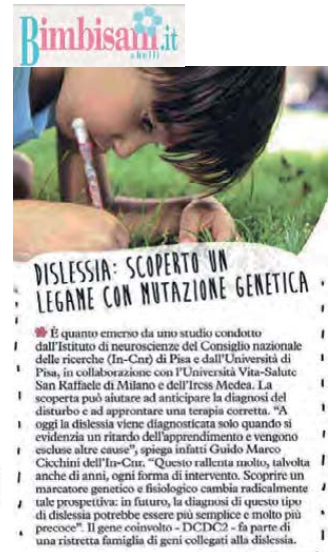 Bimbisani.it
e belli
DISLESSIA: SCOPERTO UN
LEGAME CON MUTAZIONE GENETICA
È quanto emerso da uno studio condotto
dall'Istituto di neuroscienze del Consiglio nazionale
delle ricerche (In-Cnr) di Pisa e dall'Università di
Pisa, in collaborazione con l'Università Vita-Salute
San Raffaele di Milano e dell'Irccs Medea. La
scoperta può aiutare ad anticipare la diagnosi del
disturbo e ad approntare una terapia corretta. "A
oggi la dislessia viene diagnosticata solo quando si
evidenzia un ritardo dell'apprendimento e vengono
escluse altre cause", spiega infatti Guido Marco
Cicchini dell'In-Cnr. "Questo rallenta molto, talvolta
anche di anni, ogni forma di intervento. Scoprire un
marcatore genetico e fisiologico cambia radicalmente
tale prospettiva: in futuro, la diagnosi di questo tipo
di dislessia potrebbe essere più semplice e molto più
precoce". Il gene coinvolto - DCDC2 - fa parte di
una ristretta famiglia di geni collegati alla dislessia.